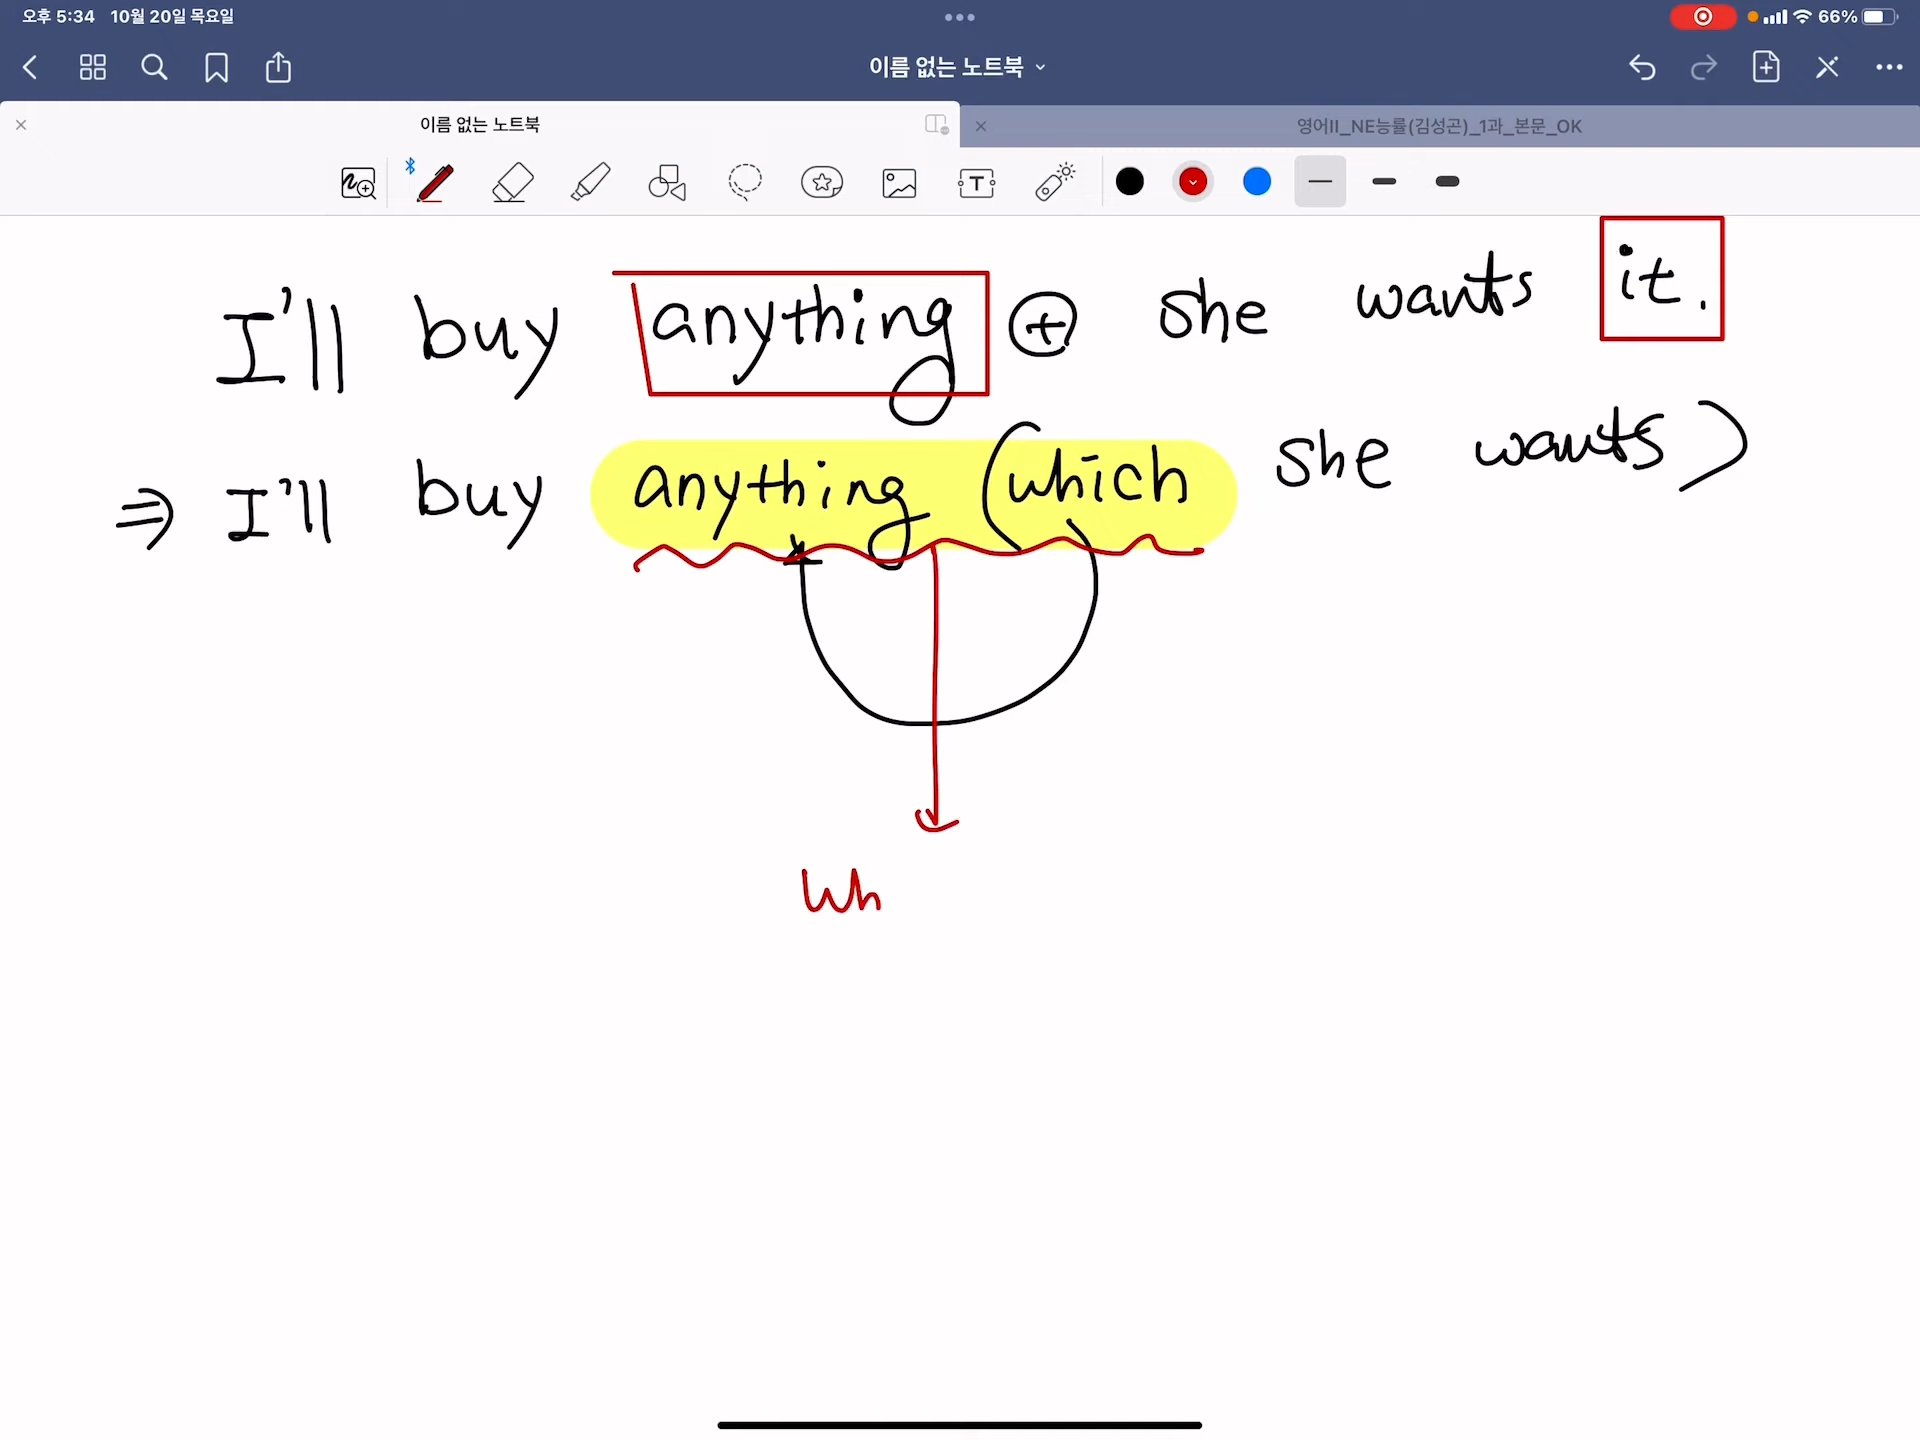 오후 5:34 10월 20일 목요일
66%
이름 없는 노트북
이름 없는 노트북
영어II_NE능률(김성곤)_1과_본문_OK
T
I'll buy anything + she wants it.
⇒ I'll buy anything (which she wants)
Wh